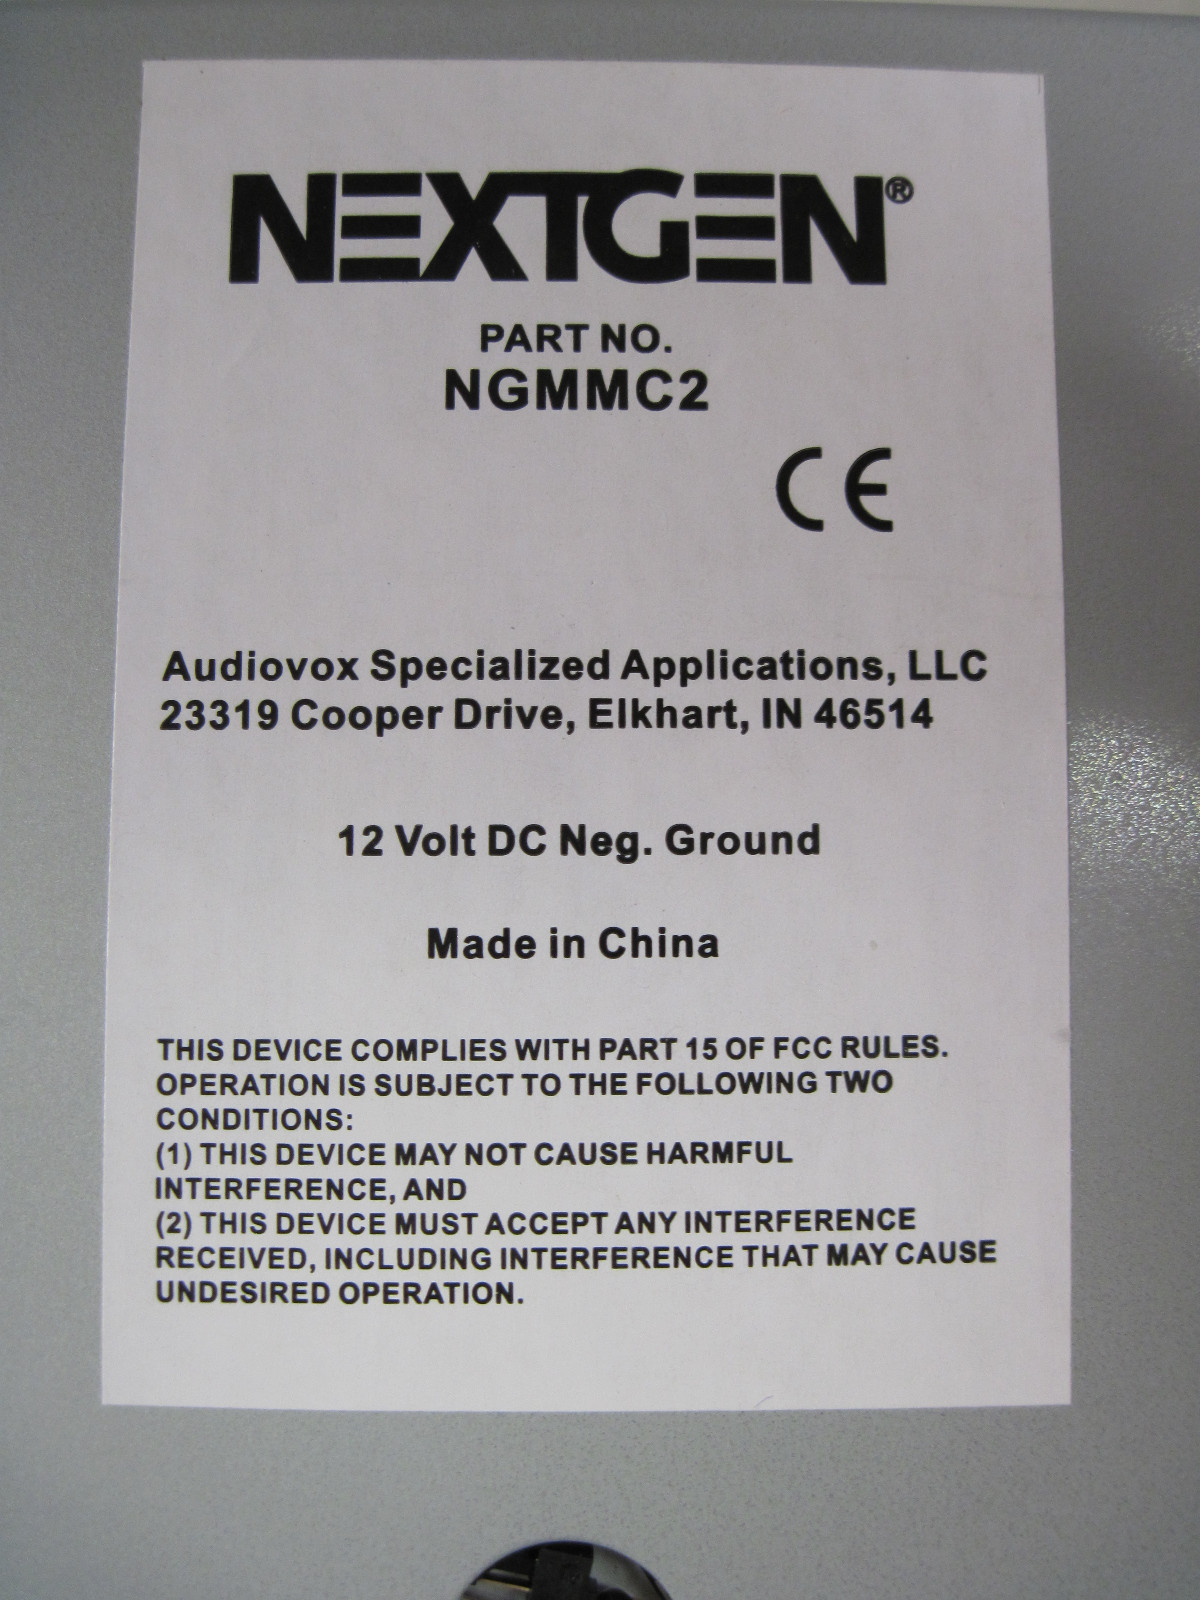 NEXTGEN®
PART NO.
NGMMC2
CE
Audiovox Specialized Applications, LLC
23319 Cooper Drive, Elkhart, IN 46514
12 Volt DC Neg. Ground
Made in China
THIS DEVICE COMPLIES WITH PART 15 OF FCC RULES.
OPERATION IS SUBJECT TO THE FOLLOWING TWO
CONDITIONS:
(1) THIS DEVICE MAY NOT CAUSE HARMFUL
INTERFERENCE, AND
(2) THIS DEVICE MUST ACCEPT ANY INTERFERENCE
RECEIVED, INCLUDING INTERFERENCE THAT MAY CAUSE
UNDESIRED OPERATION.